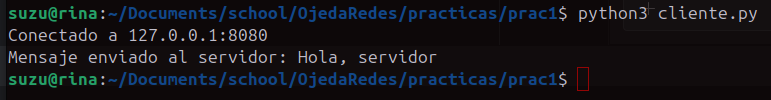 suzu@rina:~/Documents/school/OjedaRedes/practicas/prac1$ python3 cliente.py
Conectado a 127.0.0.1:8080
Mensaje enviado al servidor: Hola, servidor
suzu@rina:~/Documents/school/OjedaRedes/practicas/prac1$